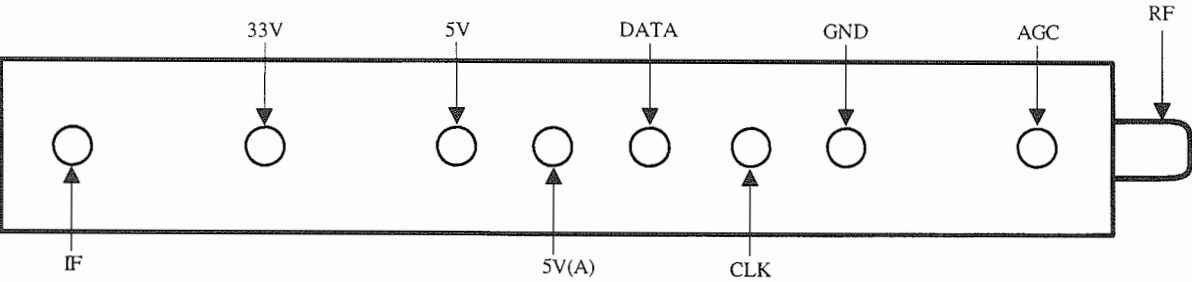 RF
33V 5V DATA GND AGC
IF 5V(A) CLK